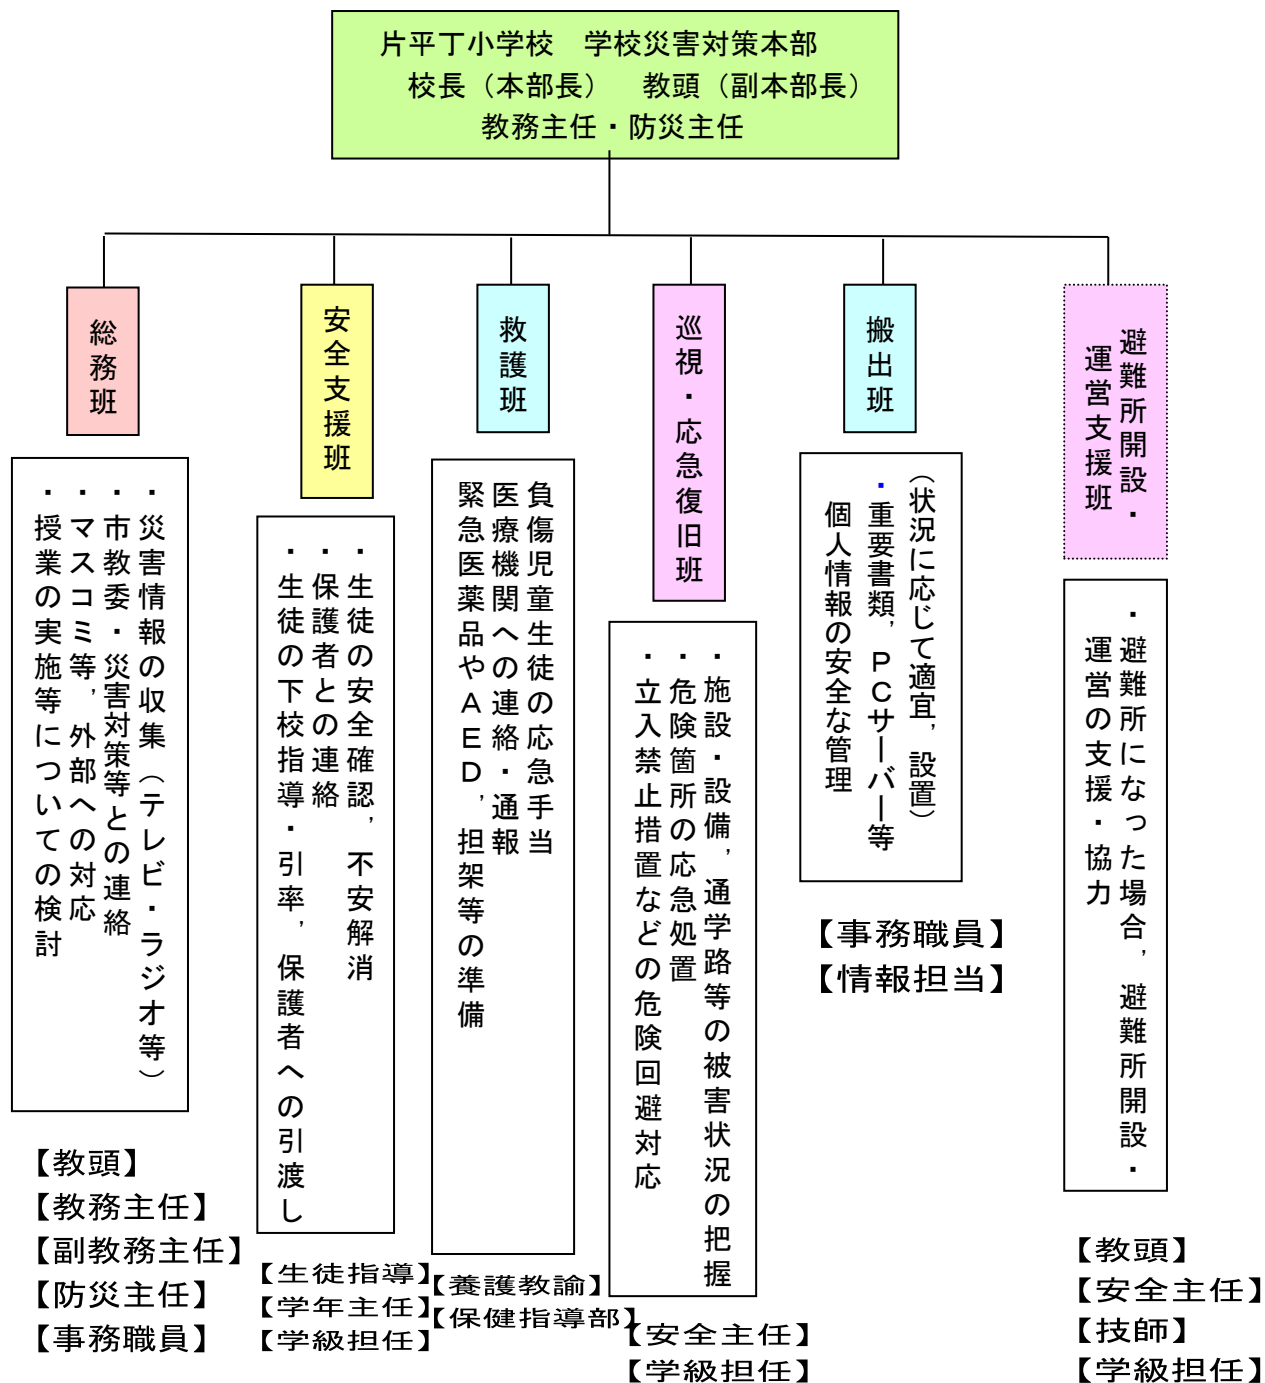 片平丁小学校　学校災害対策本部
校長（本部長）　教頭（副本部長）
教務主任・防災主任
総務班
・災害情報の収集（テレビ・ラジオ等）
・市教委・災害対策等との連絡
・マスコミ等，外部への対応
・授業の実施等についての検討
【教頭】
【教務主任】
【副教務主任】
【防災主任】
【事務職員】
安全支援班
・生徒の安全確認，不安解消
・保護者との連絡
・生徒の下校指導・引率，保護者への引渡し
【生徒指導】
【学年主任】
【学級担任】
救護班
負傷児童生徒の応急手当
医療機関への連絡・通報
緊急医薬品やＡＥＤ，担架等の準備
【養護教諭】
【保健指導部】
巡視・応急復旧班
・施設・設備，通学路等の被害状況の把握
・危険箇所の応急処置
・立入禁止措置などの危険回避対応
【安全主任】
【学級担任】
搬出班
（状況に応じて適宜，設置）
・重要書類，ＰＣサーバー等
個人情報の安全な管理
【事務職員】
【情報担当】
避難所開設・
運営支援班
・避難所になった場合，避難所開設・
運営の支援・協力
【教頭】
【安全主任】
【技師】
【学級担任】